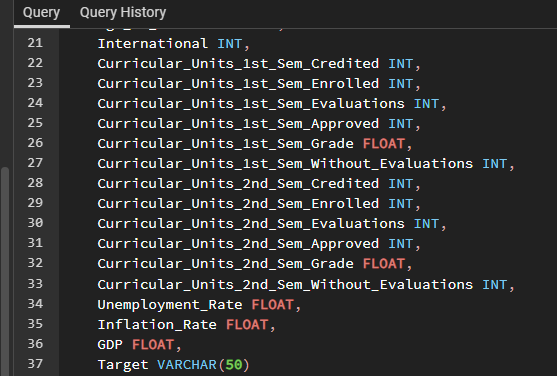 Query Query History
21 International INT,
22 Curricular_Units_1st_Sem_Credited INT,
23 Curricular_Units_1st_Sem_Enrolled INT,
24 Curricular_Units_1st_Sem_Evaluations INT,
25 Curricular_Units_1st_Sem_Approved INT,
26 Curricular_Units_1st_Sem_Grade FLOAT,
27 Curricular_Units_1st_Sem_Without_Evaluations INT,
28 Curricular_Units_2nd_Sem_Credited INT,
29 Curricular_Units_2nd_Sem_Enrolled INT,
30 Curricular_Units_2nd_Sem_Evaluations INT,
31 Curricular_Units_2nd_Sem_Approved INT,
32 Curricular_Units_2nd_Sem_Grade FLOAT,
33 Curricular_Units_2nd_Sem_Without_Evaluations INT,
34 Unemployment_Rate FLOAT,
35 Inflation_Rate FLOAT,
36 GDP FLOAT,
37 Target VARCHAR(50)